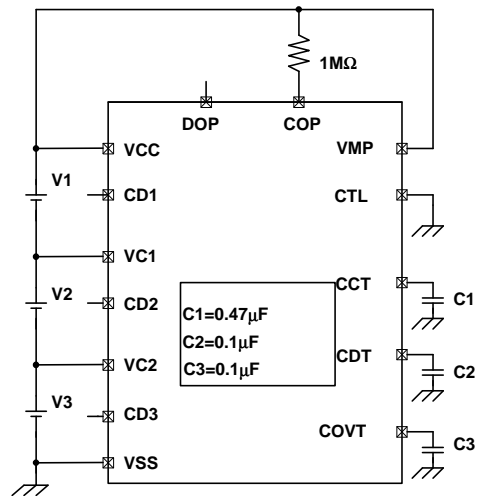 1MΩ
DOP
COP
VCC
VMP
V1
CD1
CTL
VC1
CCT
V2
CD2
C1=0.47μF
C2=0.1μF
C3=0.1μF
C1
CDT
VC2
C2
V3
CD3
COVT
C3
VSS